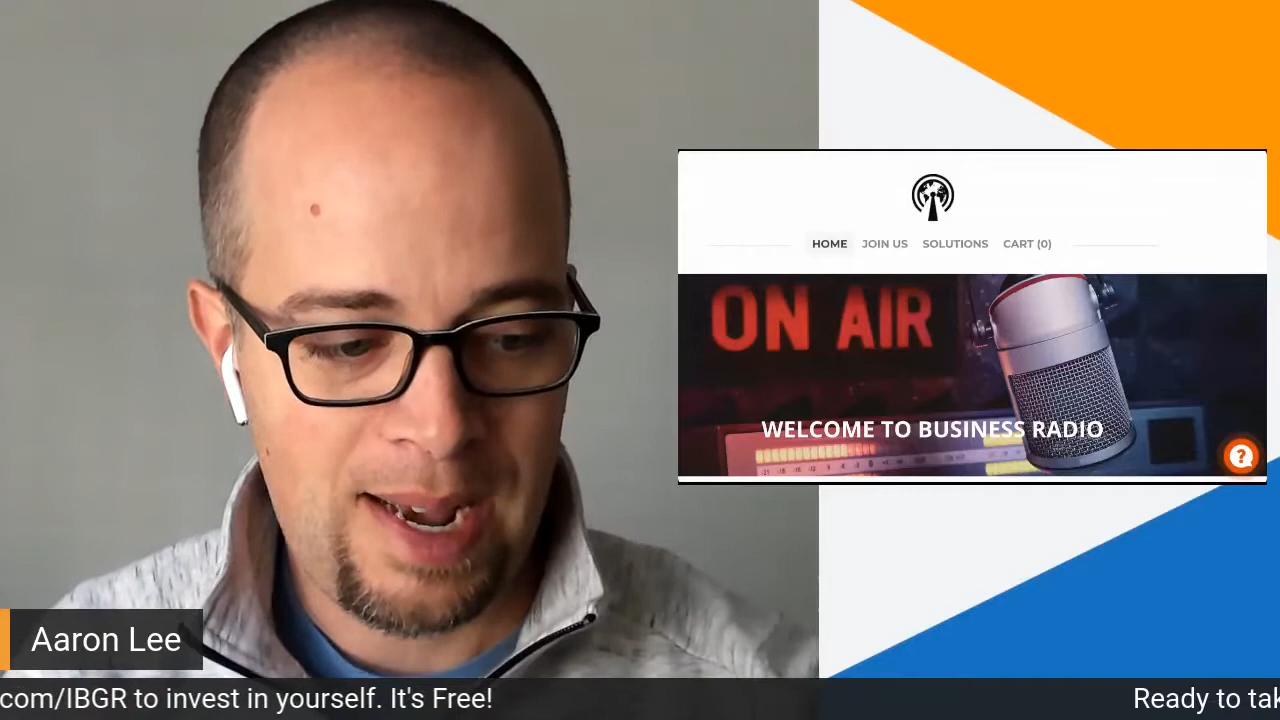 HOME JOIN US SOLUTIONS CART (0)
ON AIR
WELCOME TO BUSINESS RADIO
?
Aaron Lee
com/IBGR to invest in yourself. It's Free!
Ready to tak